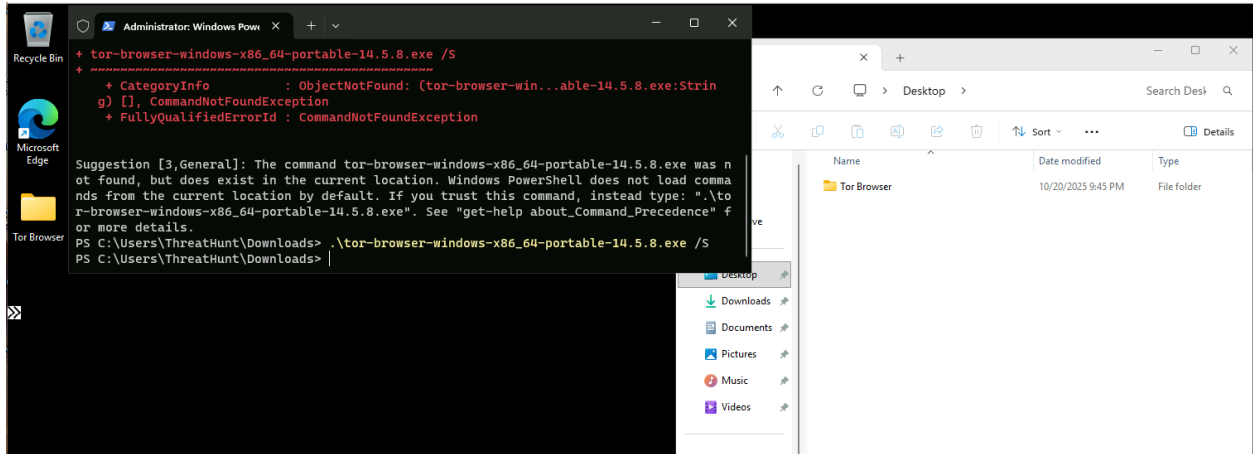 Recycle Bin
Microsoft
Edge
Tor Browser
Administrator: Windows Powe
+ tor-browser-windows-x86_64-portable-14.5.8.exe /S
+ ~~~~~~~~~~~~~~~~~~~~~~~~~~~~~~~~~~~~~~~~~~~~~~
+ CategoryInfo : ObjectNotFound: (tor-browser-win...able-14.5.8.exe:Strin
g) [], CommandNotFoundException
+ FullyQualifiedErrorId : CommandNotFoundException
Suggestion [3,General]: The command tor-browser-windows-x86_64-portable-14.5.8.exe was n
ot found, but does exist in the current location. Windows PowerShell does not load comma
nds from the current location by default. If you trust this command, instead type: ".\to
r-browser-windows-x86_64-portable-14.5.8.exe". See "get-help about_Command_Precedence" f
or more details.
PS C:\Users\ThreatHunt\Downloads> .\tor-browser-windows-x86_64-portable-14.5.8.exe /S
PS C:\Users\ThreatHunt\Downloads>
Desktop
Search Desk
Sort
Details
Name Date modified Type
Tor Browser 10/20/2025 9:45 PM File folder
ve
Desktop
Downloads
Documents
Pictures
Music
Videos